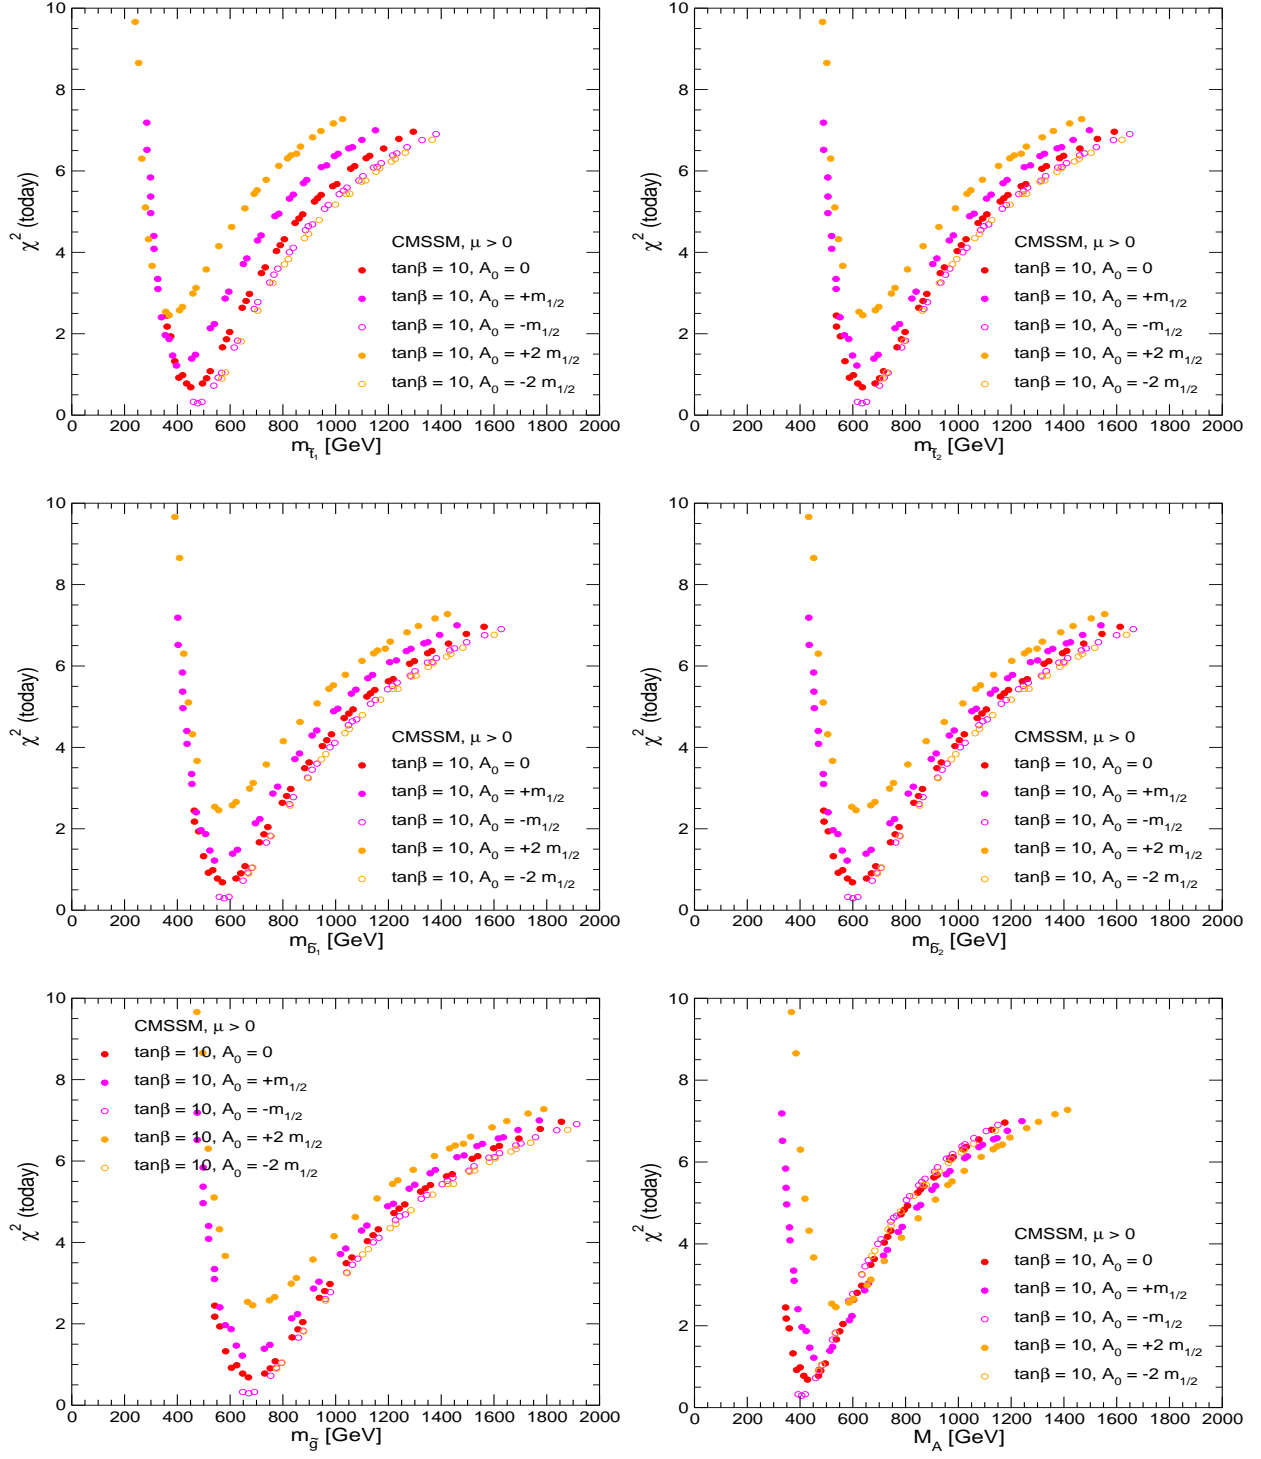 10
8
6
4
2
0
χ² (today)
CMSSM, μ > 0
tanβ = 10, A₀ = 0
tanβ = 10, A₀ = +m₁/₂
tanβ = 10, A₀ = -m₁/₂
tanβ = 10, A₀ = +2 m₁/₂
tanβ = 10, A₀ = -2 m₁/₂
0 200 400 600 800 1000 1200 1400 1600 1800 2000
m_t̃₁ [GeV]
10
8
6
4
2
0
χ² (today)
CMSSM, μ > 0
tanβ = 10, A₀ = 0
tanβ = 10, A₀ = +m₁/₂
tanβ = 10, A₀ = -m₁/₂
tanβ = 10, A₀ = +2 m₁/₂
tanβ = 10, A₀ = -2 m₁/₂
0 200 400 600 800 1000 1200 1400 1600 1800 2000
m_t̃₂ [GeV]
10
8
6
4
2
0
χ² (today)
CMSSM, μ > 0
tanβ = 10, A₀ = 0
tanβ = 10, A₀ = +m₁/₂
tanβ = 10, A₀ = -m₁/₂
tanβ = 10, A₀ = +2 m₁/₂
tanβ = 10, A₀ = -2 m₁/₂
0 200 400 600 800 1000 1200 1400 1600 1800 2000
m_b̃₁ [GeV]
10
8
6
4
2
0
χ² (today)
CMSSM, μ > 0
tanβ = 10, A₀ = 0
tanβ = 10, A₀ = +m₁/₂
tanβ = 10, A₀ = -m₁/₂
tanβ = 10, A₀ = +2 m₁/₂
tanβ = 10, A₀ = -2 m₁/₂
0 200 400 600 800 1000 1200 1400 1600 1800 2000
m_b̃₂ [GeV]
10
8
6
4
2
0
χ² (today)
CMSSM, μ > 0
tanβ = 10, A₀ = 0
tanβ = 10, A₀ = +m₁/₂
tanβ = 10, A₀ = -m₁/₂
tanβ = 10, A₀ = +2 m₁/₂
tanβ = 10, A₀ = -2 m₁/₂
0 200 400 600 800 1000 1200 1400 1600 1800 2000
m_g̃ [GeV]
10
8
6
4
2
0
χ² (today)
CMSSM, μ > 0
tanβ = 10, A₀ = 0
tanβ = 10, A₀ = +m₁/₂
tanβ = 10, A₀ = -m₁/₂
tanβ = 10, A₀ = +2 m₁/₂
tanβ = 10, A₀ = -2 m₁/₂
0 200 400 600 800 1000 1200 1400 1600 1800 2000
M_A [GeV]